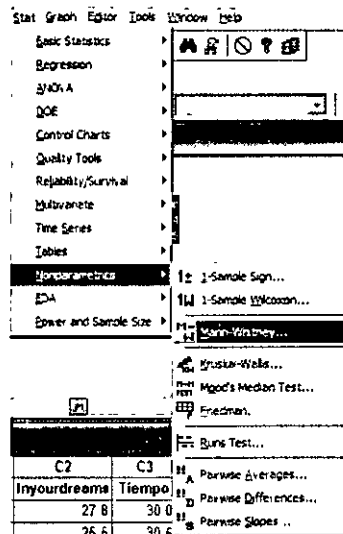 Stat Graph Editor Tools Window Help
Basic Statistics
Regression
ANOVA
DOE
Control Charts
Quality Tools
Reliability/Survival
Multivariate
Time Series
Tables
Nonparametrics
EDA
Power and Sample Size
1-Sample Sign...
1-Sample Wilcoxon...
Mann-Whitney...
Kruskal-Wallis...
Mood's Median Test...
Friedman...
Runs Test...
Pairwise Averages...
Pairwise Differences...
Pairwise Slopes...
C2 C3
Inyourdreams Tiempo
27.8 30.0
26.6 30.6